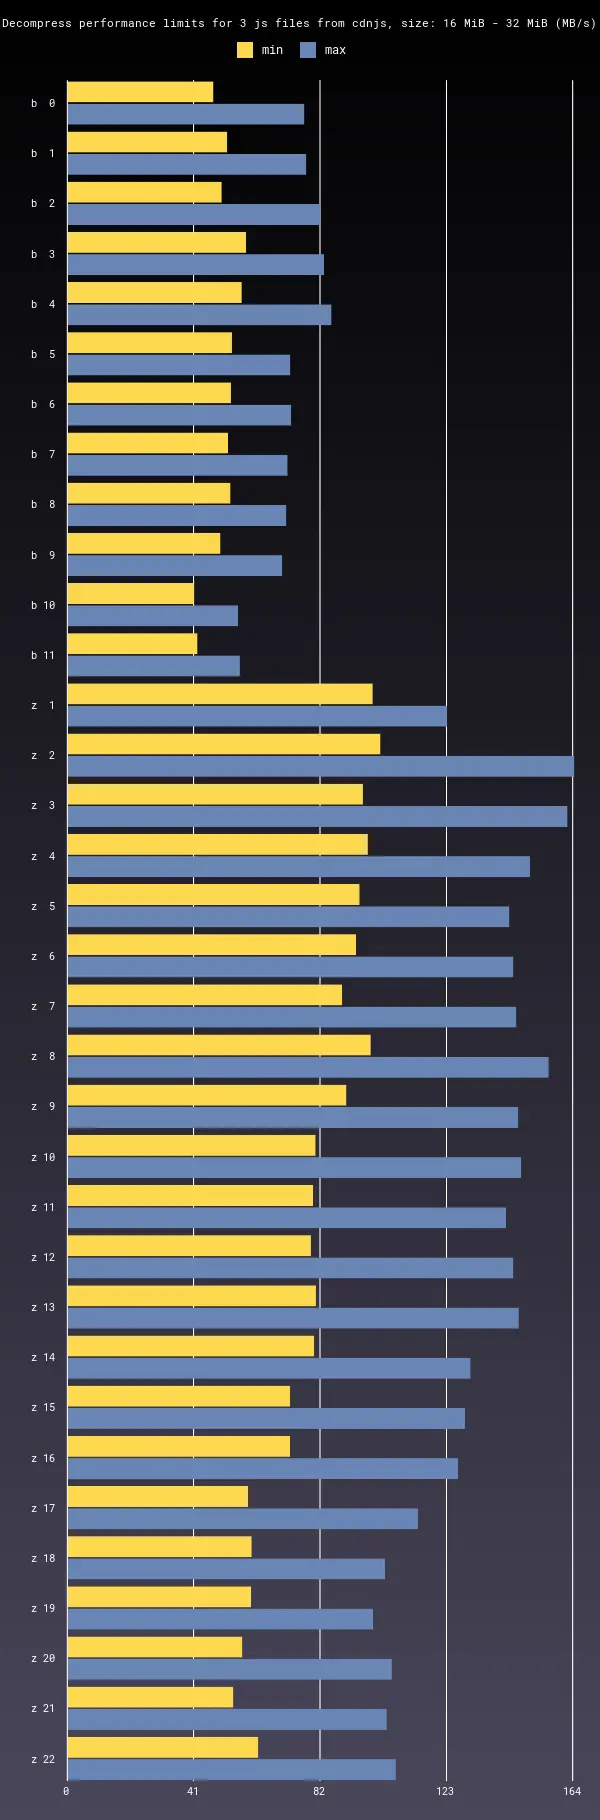 Decompress performance limits for 3 js files from cdnjs, size: 16 MiB - 32 MiB (MB/s)
min max
b  0
b  1
b  2
b  3
b  4
b  5
b  6
b  7
b  8
b  9
b 10
b 11
z  1
z  2
z  3
z  4
z  5
z  6
z  7
z  8
z  9
z 10
z 11
z 12
z 13
z 14
z 15
z 16
z 17
z 18
z 19
z 20
z 21
z 22
0 41 82 123 164